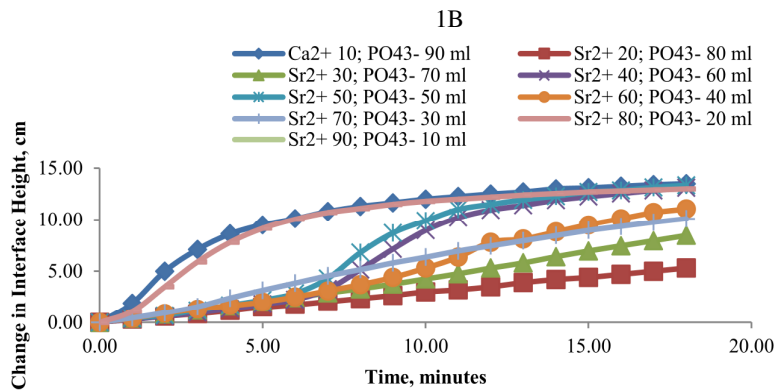 1B
Ca2+ 10; PO43- 90 ml
Sr2+ 20; PO43- 80 ml
Sr2+ 30; PO43- 70 ml
Sr2+ 40; PO43- 60 ml
Sr2+ 50; PO43- 50 ml
Sr2+ 60; PO43- 40 ml
Sr2+ 70; PO43- 30 ml
Sr2+ 80; PO43- 20 ml
Sr2+ 90; PO43- 10 ml
Change in Interface Height, cm
15.00
10.00
5.00
0.00
0.00 5.00 10.00 15.00 20.00
Time, minutes